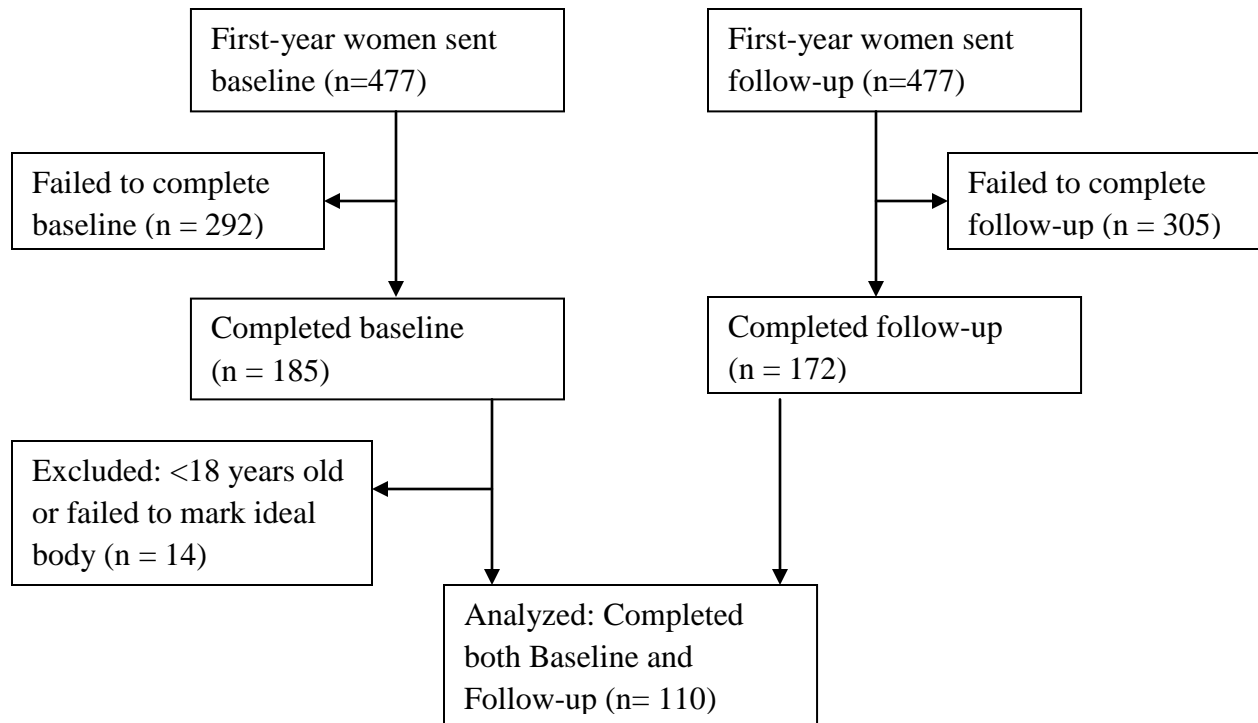 First-year women sent
baseline (n=477)
First-year women sent
follow-up (n=477)
Failed to complete
baseline (n = 292)
Failed to complete
follow-up (n = 305)
Completed baseline
(n = 185)
Completed follow-up
(n = 172)
Excluded: <18 years old
or failed to mark ideal
body (n = 14)
Analyzed: Completed
both Baseline and
Follow-up (n= 110)